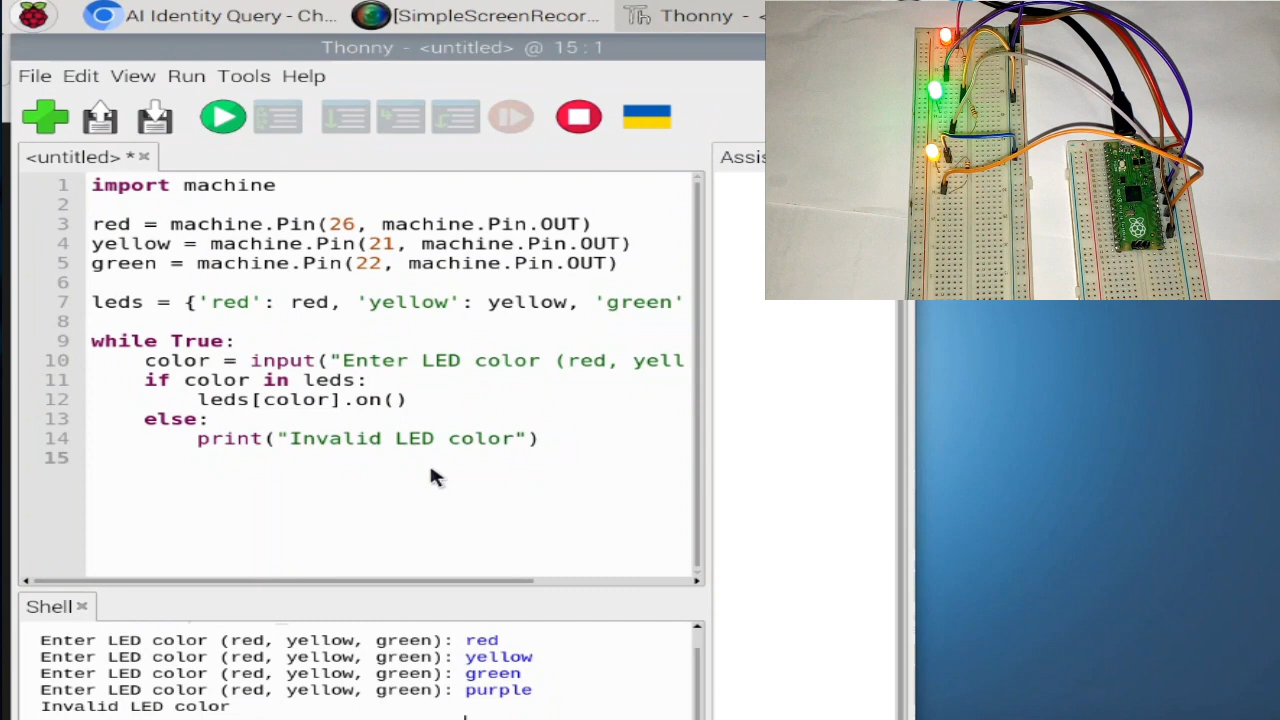 AI Identity Query - Ch...
[SimpleScreenRecor...
Thonny -
Thonny - <untitled> @ 15 : 1
File Edit View Run Tools Help
<untitled> *
Assis
1 import machine
2
3 red = machine.Pin(26, machine.Pin.OUT)
4 yellow = machine.Pin(21, machine.Pin.OUT)
5 green = machine.Pin(22, machine.Pin.OUT)
6
7 leds = {'red': red, 'yellow': yellow, 'green'
8
9 while True:
10 color = input("Enter LED color (red, yell
11 if color in leds:
12 leds[color].on()
13 else:
14 print("Invalid LED color")
15
Shell
Enter LED color (red, yellow, green): red
Enter LED color (red, yellow, green): yellow
Enter LED color (red, yellow, green): green
Enter LED color (red, yellow, green): purple
Invalid LED color